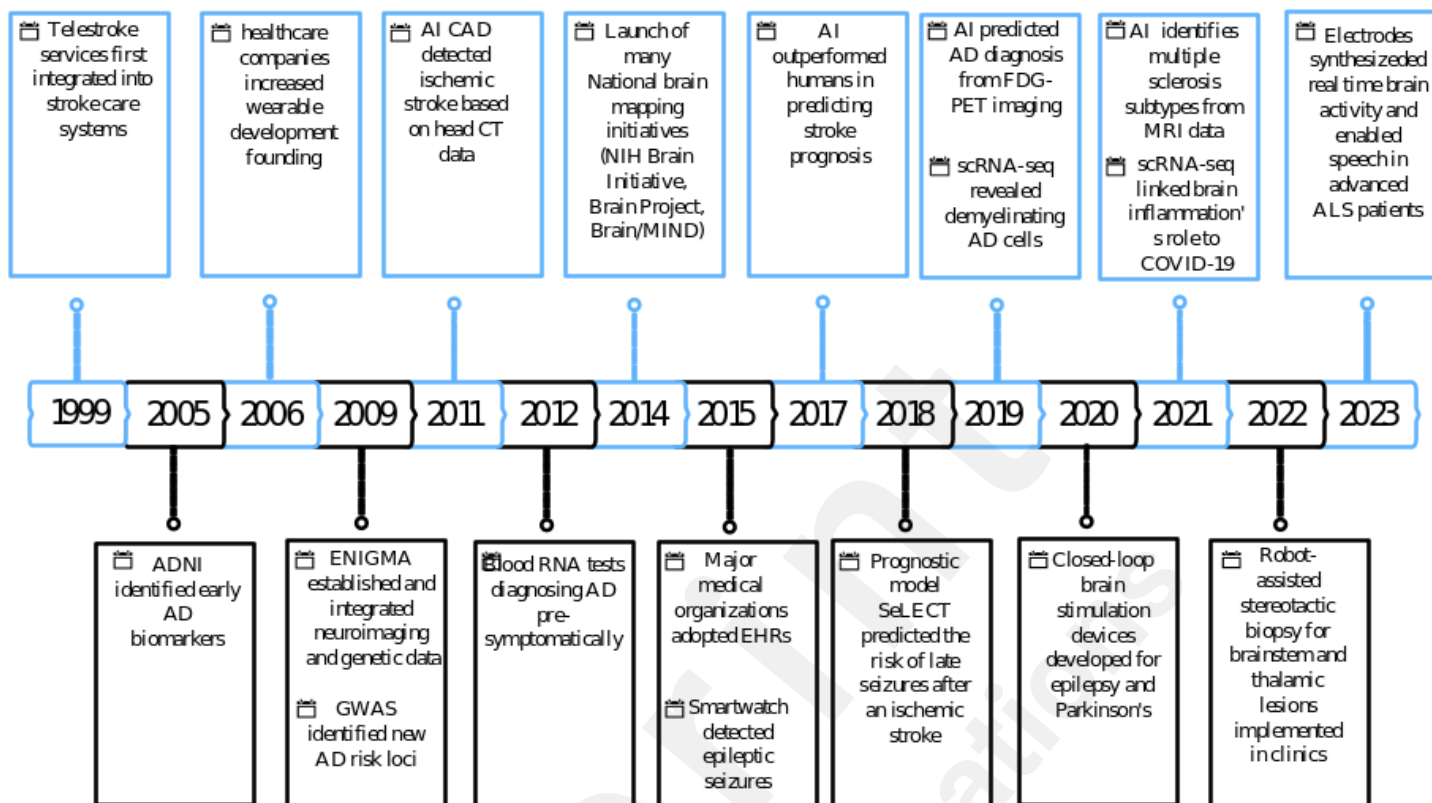 Telestroke
services first
integrated into
stroke care
systems
healthcare
companies
increased
wearable
development
founding
AI CAD
detected
ischemic
stroke based
on head CT
data
Launch of
many
National brain
mapping
initiatives
(NIH Brain
Initiative,
Brain Project,
Brain/MIND)
AI
outperformed
humans in
predicting
stroke
prognosis
AI predicted
AD diagnosis
from FDG-
PET imaging
scRNA-seq
revealed
demyelinating
AD cells
AI identifies
multiple
sclerosis
subtypes from
MRI data
scRNA-seq
linked brain
inflammation'
s role to
COVID-19
Electrodes
synthesizeded
real time brain
activity and
enabled
speech in
advanced
ALS patients
1999
2005
2006
2009
2011
2012
2014
2015
2017
2018
2019
2020
2021
2022
2023
ADNI
identified early
AD
biomarkers
ENIGMA
established and
integrated
neuroimaging
and genetic data
GWAS
identified new
AD risk loci
Blood RNA tests
diagnosing AD
pre-
symptomatically
Major
medical
organizations
adopted EHRs
Smartwatch
detected
epileptic
seizures
Prognostic
model
SeLECT
predicted the
risk of late
seizures after
an ischemic
stroke
Closed-loop
brain
stimulation
devices
developed for
epilepsy and
Parkinson's
Robot-
assisted
stereotactic
biopsy for
brainstem and
thalamic
lesions
implemented
in clinics